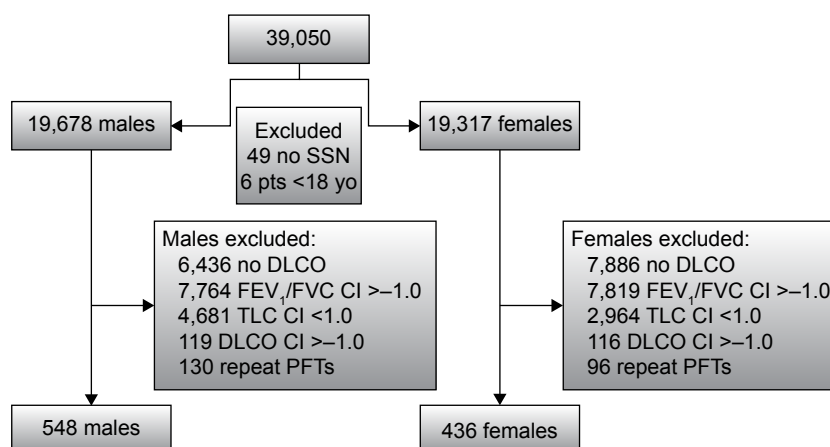 39,050
19,678 males
Excluded
49 no SSN
6 pts <18 yo
19,317 females
Males excluded:
6,436 no DLCO
7,764 FEV₁/FVC CI >–1.0
4,681 TLC CI <1.0
119 DLCO CI >–1.0
130 repeat PFTs
Females excluded:
7,886 no DLCO
7,819 FEV₁/FVC CI >–1.0
2,964 TLC CI <1.0
116 DLCO CI >–1.0
96 repeat PFTs
548 males
436 females